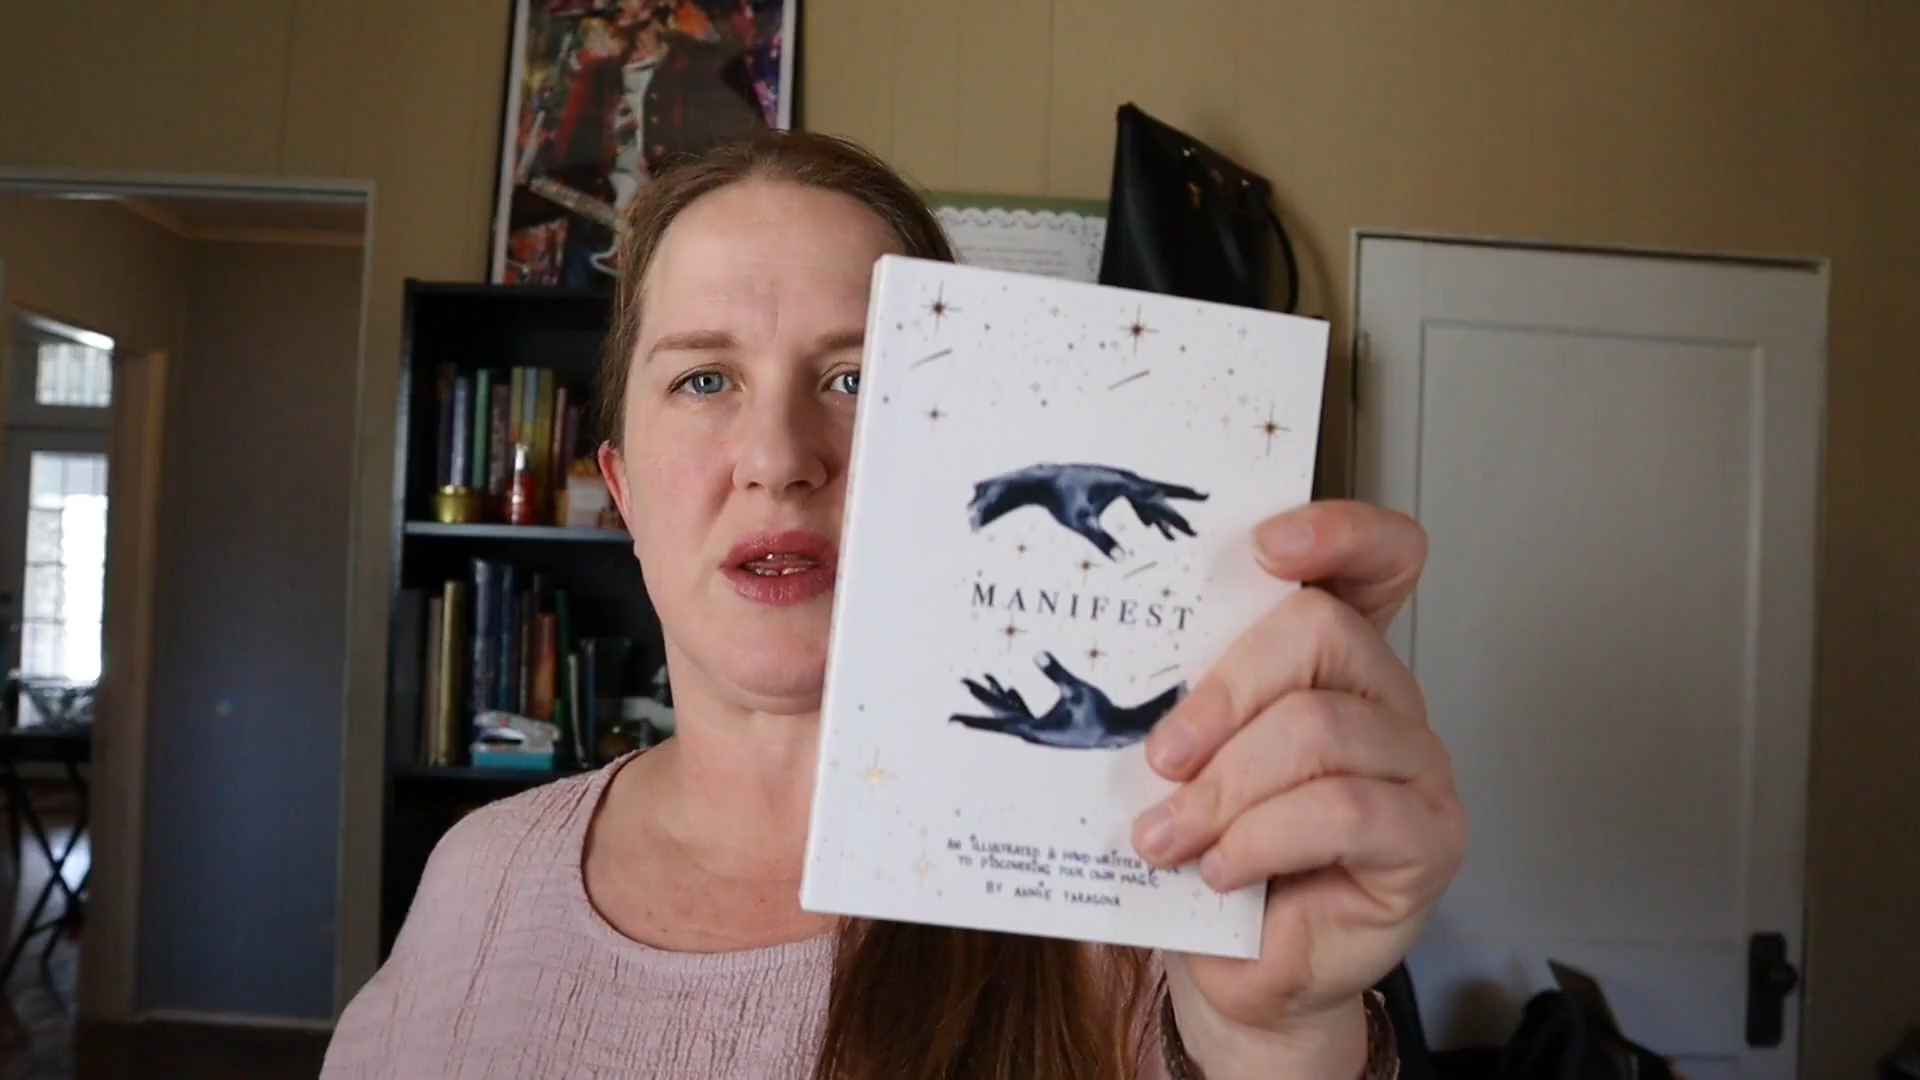 MANIFEST
AN ILLUSTRATED & HAND-WRITTEN
TO DISCOVERING YOUR OWN MAGIC
BY ANNIE TARASOVA